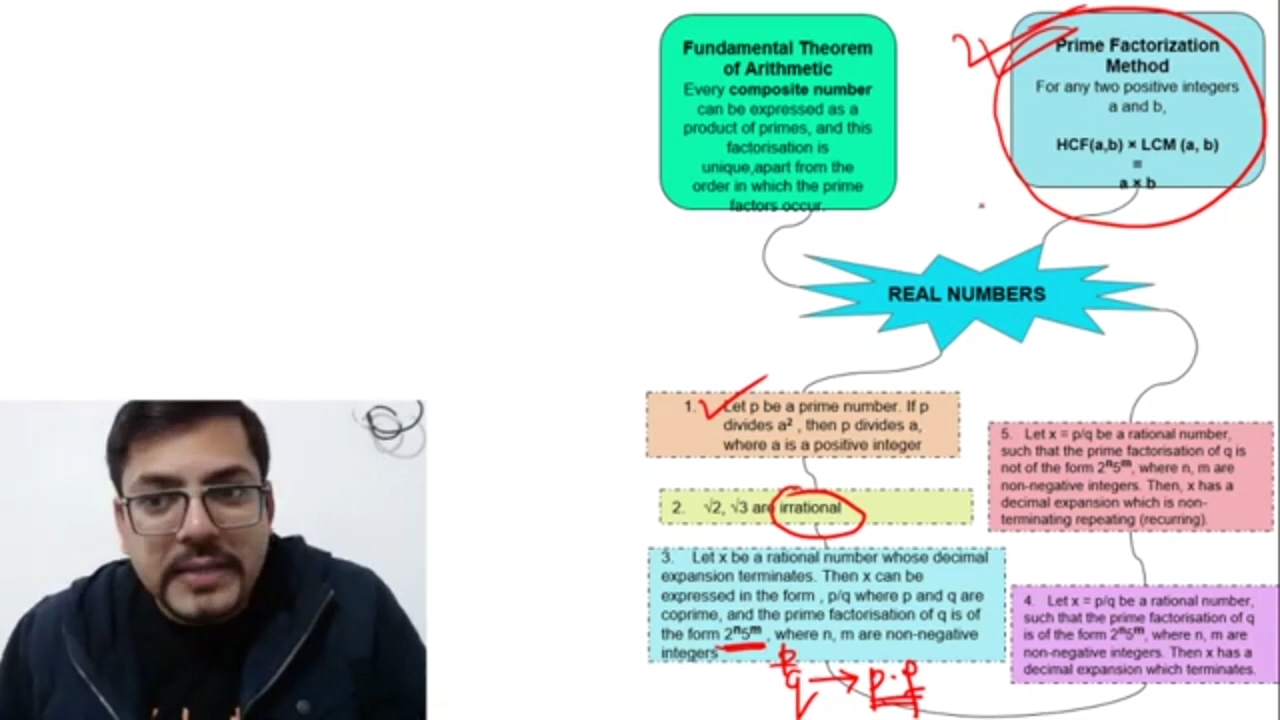 Fundamental Theorem
of Arithmetic
Every composite number
can be expressed as a
product of primes, and this
factorisation is
unique,apart from the
order in which the prime
factors occur.
Prime Factorization
Method
For any two positive integers
a and b,
HCF(a,b) × LCM (a, b)
=
a × b
REAL NUMBERS
1. Let p be a prime number. If p
divides a², then p divides a,
where a is a positive integer
2. √2, √3 are irrational
3. Let x be a rational number whose decimal
expansion terminates. Then x can be
expressed in the form , p/q where p and q are
coprime, and the prime factorisation of q is of
the form 2ⁿ5ᵐ , where n, m are non-negative
integers
p
q → p.f
5. Let x = p/q be a rational number,
such that the prime factorisation of q is
not of the form 2ⁿ5ᵐ, where n, m are
non-negative integers. Then, x has a
decimal expansion which is non-
terminating repeating (recurring).
4. Let x = p/q be a rational number,
such that the prime factorisation of q
is of the form 2ⁿ5ᵐ, where n, m are
non-negative integers. Then x has a
decimal expansion which terminates.